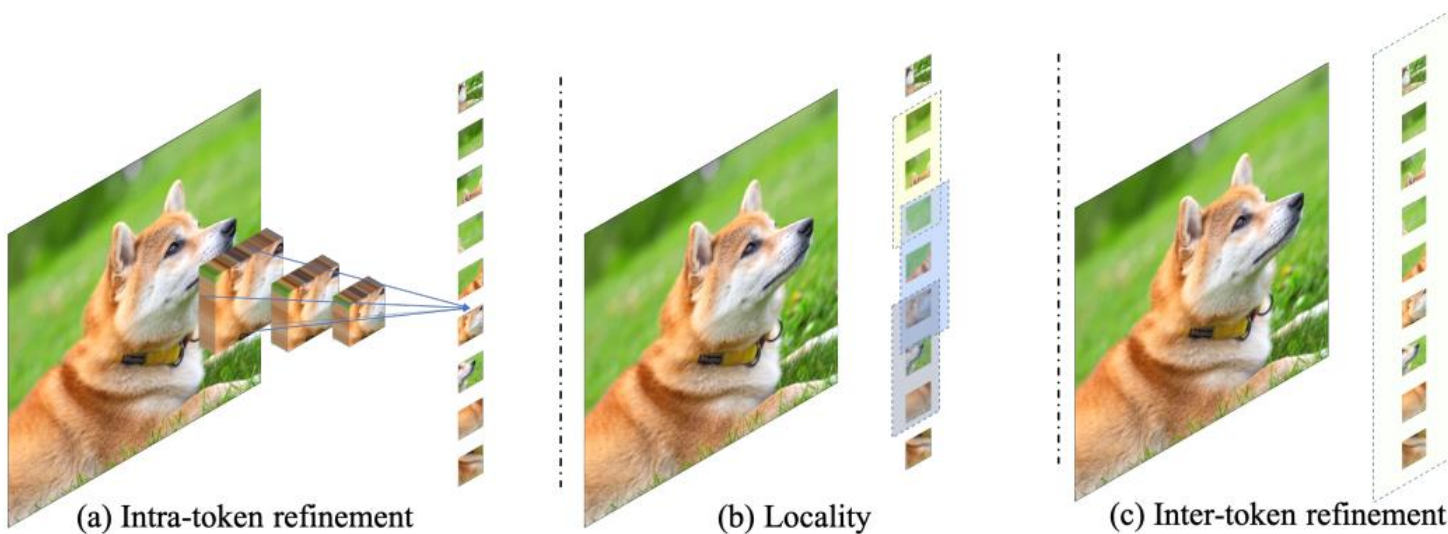 (a) Intra-token refinement
(b) Locality
(c) Inter-token refinement